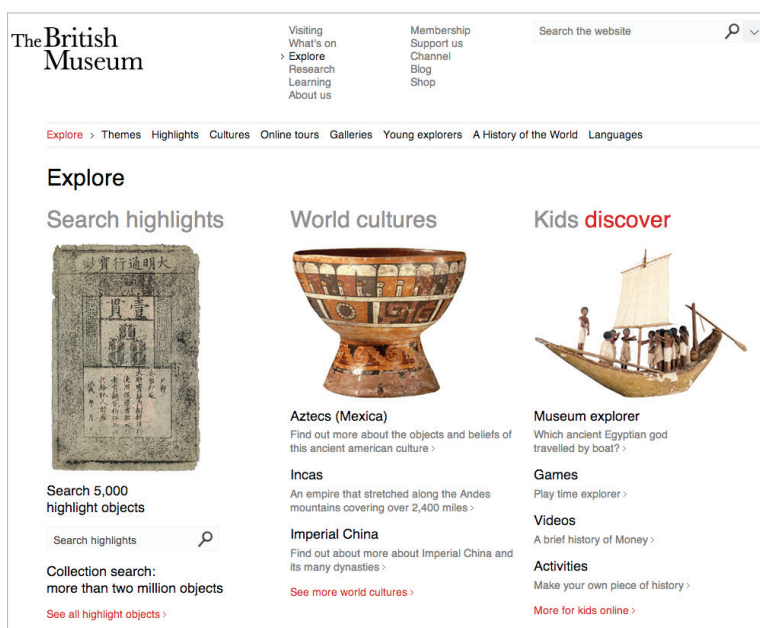 The British
Museum
Visiting
What's on
› Explore
Research
Learning
About us
Membership
Support us
Channel
Blog
Shop
Search the website
Explore › Themes Highlights Cultures Online tours Galleries Young explorers A History of the World Languages
Explore
Search highlights
大明通行寶鈔
壹貫
Search 5,000
highlight objects
Search highlights
Collection search:
more than two million objects
See all highlight objects ›
World cultures
Aztecs (Mexica)
Find out more about the objects and beliefs of
this ancient american culture ›
Incas
An empire that stretched along the Andes
mountains covering over 2,400 miles ›
Imperial China
Find out about more about Imperial China and
its many dynasties ›
See more world cultures ›
Kids discover
Museum explorer
Which ancient Egyptian god
travelled by boat? ›
Games
Play time explorer ›
Videos
A brief history of Money ›
Activities
Make your own piece of history ›
More for kids online ›